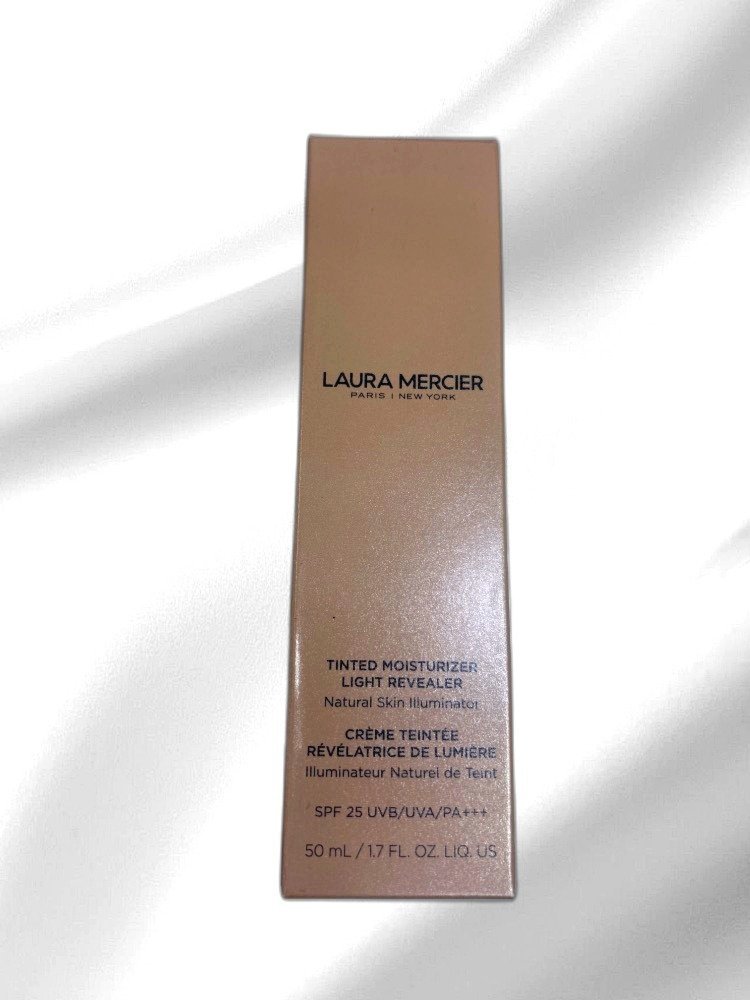 LAURA MERCIER
PARIS | NEW YORK
TINTED MOISTURIZER
LIGHT REVEALER
Natural Skin Illuminator
CRÈME TEINTÉE
RÉVÉLATRICE DE LUMIÈRE
Illuminateur Naturel de Teint
SPF 25 UVB/UVA/PA+++
50 mL / 1.7 FL. OZ. LIQ. US